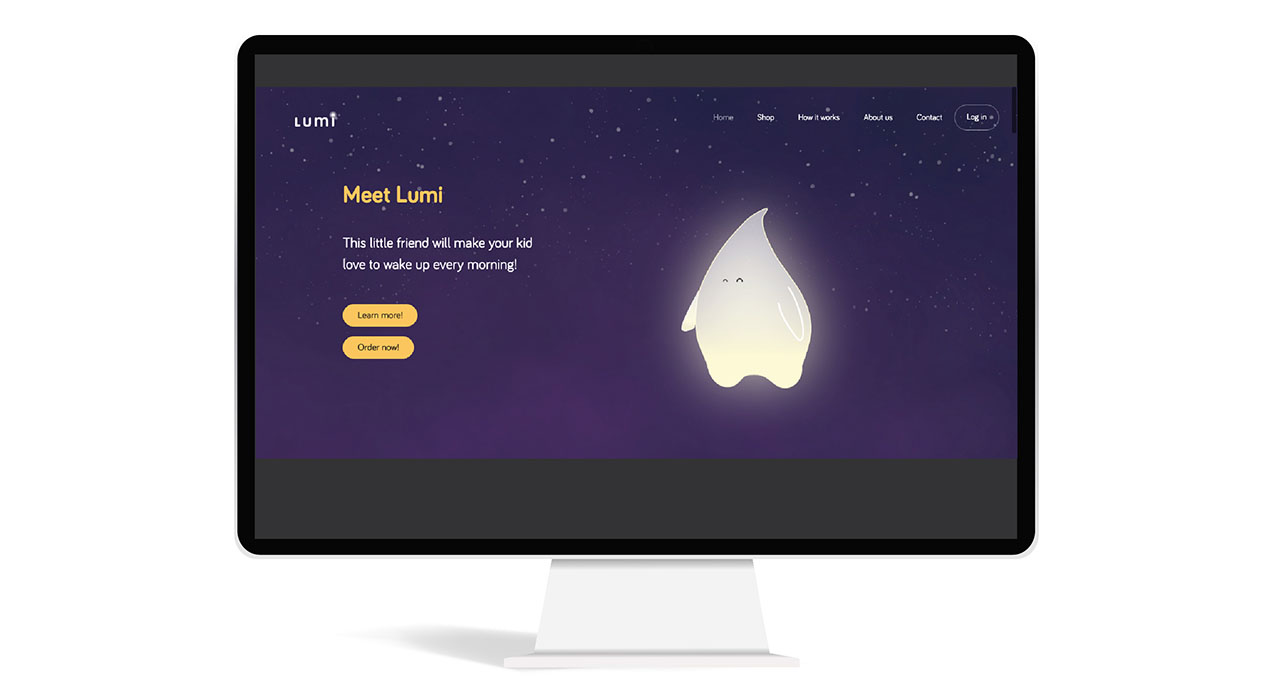 Lumi
Home Shop How it works About us Contact Log in
Meet Lumi
This little friend will make your kid
love to wake up every morning!
Learn more!
Order now!